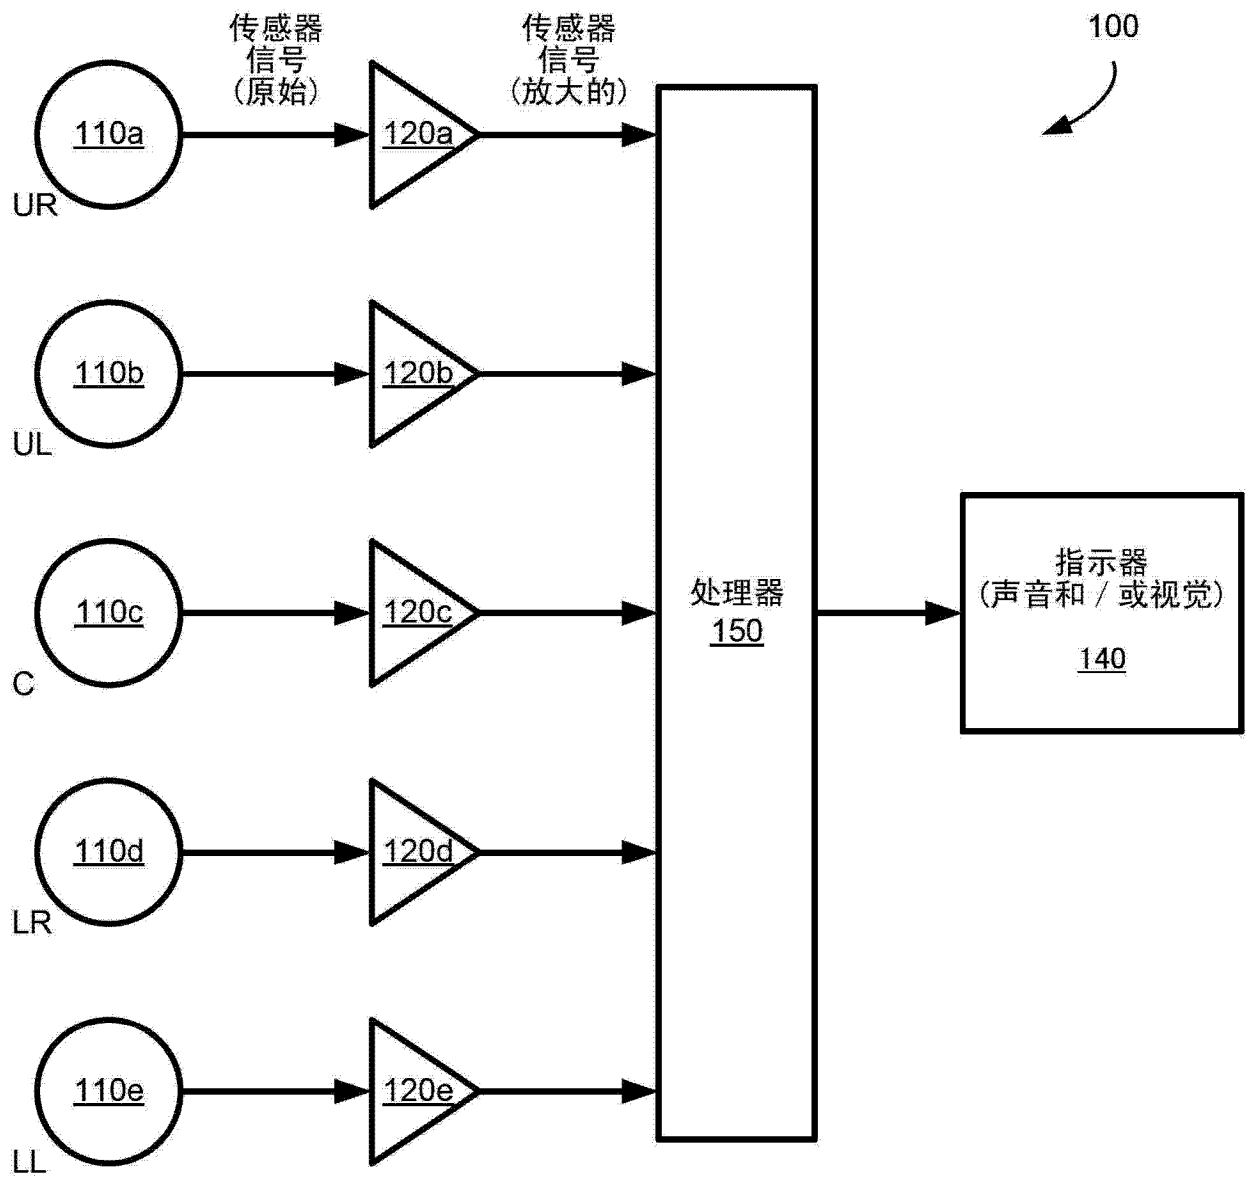 传感器
信号
(原始)
传感器
信号
(放大的)
100
110a
120a
UR
110b
120b
UL
110c
120c
C
处理器
150
指示器
(声音和 / 或视觉)
140
110d
120d
LR
110e
120e
LL